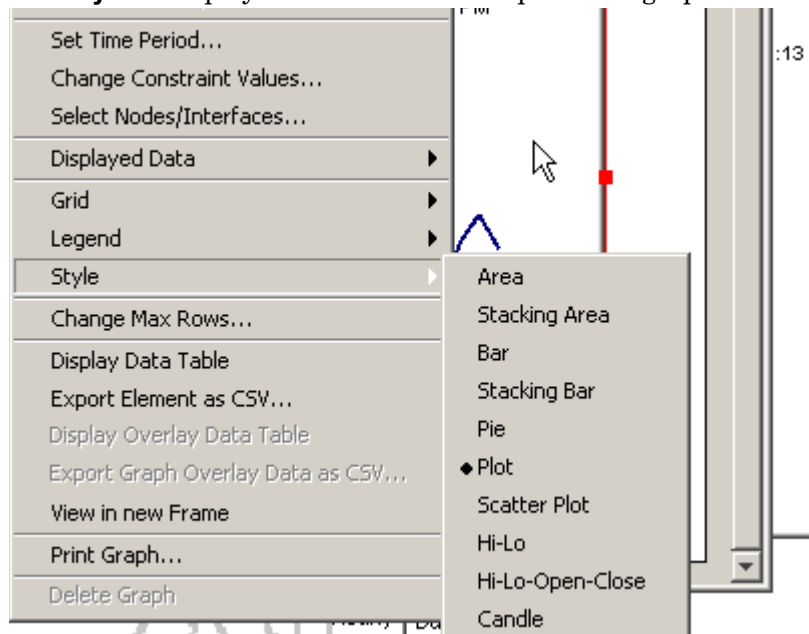 Set Time Period...
:13
Change Constraint Values...
Select Nodes/Interfaces...
Displayed Data
Grid
Legend
Style
Change Max Rows...
Display Data Table
Export Element as CSV...
Display Overlay Data Table
Export Graph Overlay Data as CSV...
View in new Frame
Print Graph...
Delete Graph
Area
Stacking Area
Bar
Stacking Bar
Pie
Plot
Scatter Plot
Hi-Lo
Hi-Lo-Open-Close
Candle